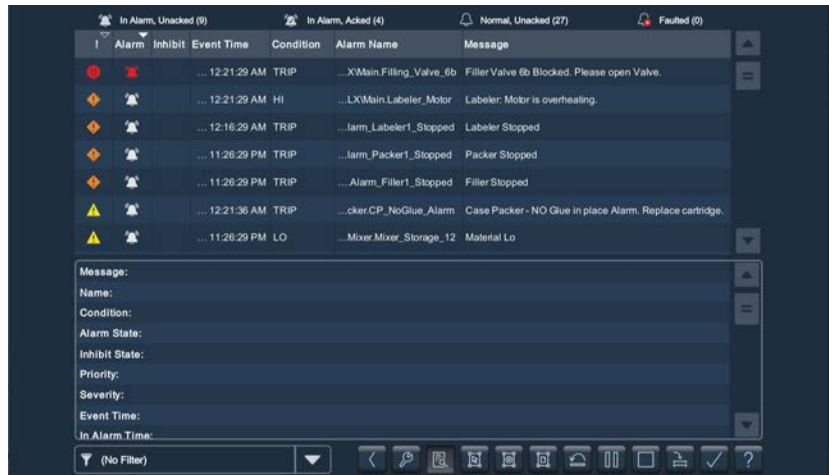 In Alarm, Unacked (9) In Alarm, Acked (4) Normal, Unacked (27) Faulted (0)
! Alarm Inhibit Event Time Condition Alarm Name Message
... 12:21:29 AM TRIP ...X\Main.Filling_Valve_6b Filler Valve 6b Blocked. Please open Valve.
... 12:21:29 AM HI ...LX\Main.Labeler_Motor Labeler: Motor is overheating.
... 12:16:29 AM TRIP ...larm_Labeler1_Stopped Labeler Stopped
... 11:26:29 PM TRIP ...larm_Packer1_Stopped Packer Stopped
... 11:26:29 PM TRIP ...Alarm_Filler1_Stopped Filler Stopped
... 12:21:36 AM TRIP ...cker.CP_NoGlue_Alarm Case Packer - NO Glue in place Alarm. Replace cartridge.
... 11:26:29 PM LO ...Mixer.Mixer_Storage_12 Material Lo
Message:
Name:
Condition:
Alarm State:
Inhibit State:
Priority:
Severity:
Event Time:
In Alarm Time:
(No Filter) ?